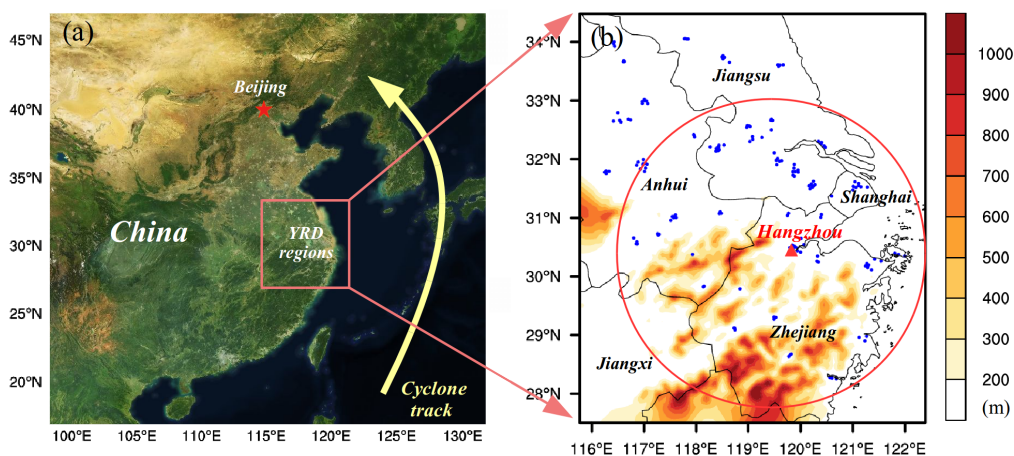 (a)
45°N
40°N
35°N
30°N
25°N
20°N
Beijing
China
YRD
regions
Cyclone
track
100°E
105°E
110°E
115°E
120°E
125°E
130°E
(b)
34°N
33°N
32°N
31°N
30°N
29°N
28°N
Jiangsu
Anhui
Shanghai
Hangzhou
Zhejiang
Jiangxi
116°E
117°E
118°E
119°E
120°E
121°E
122°E
1000
900
800
700
600
500
400
300
200
(m)